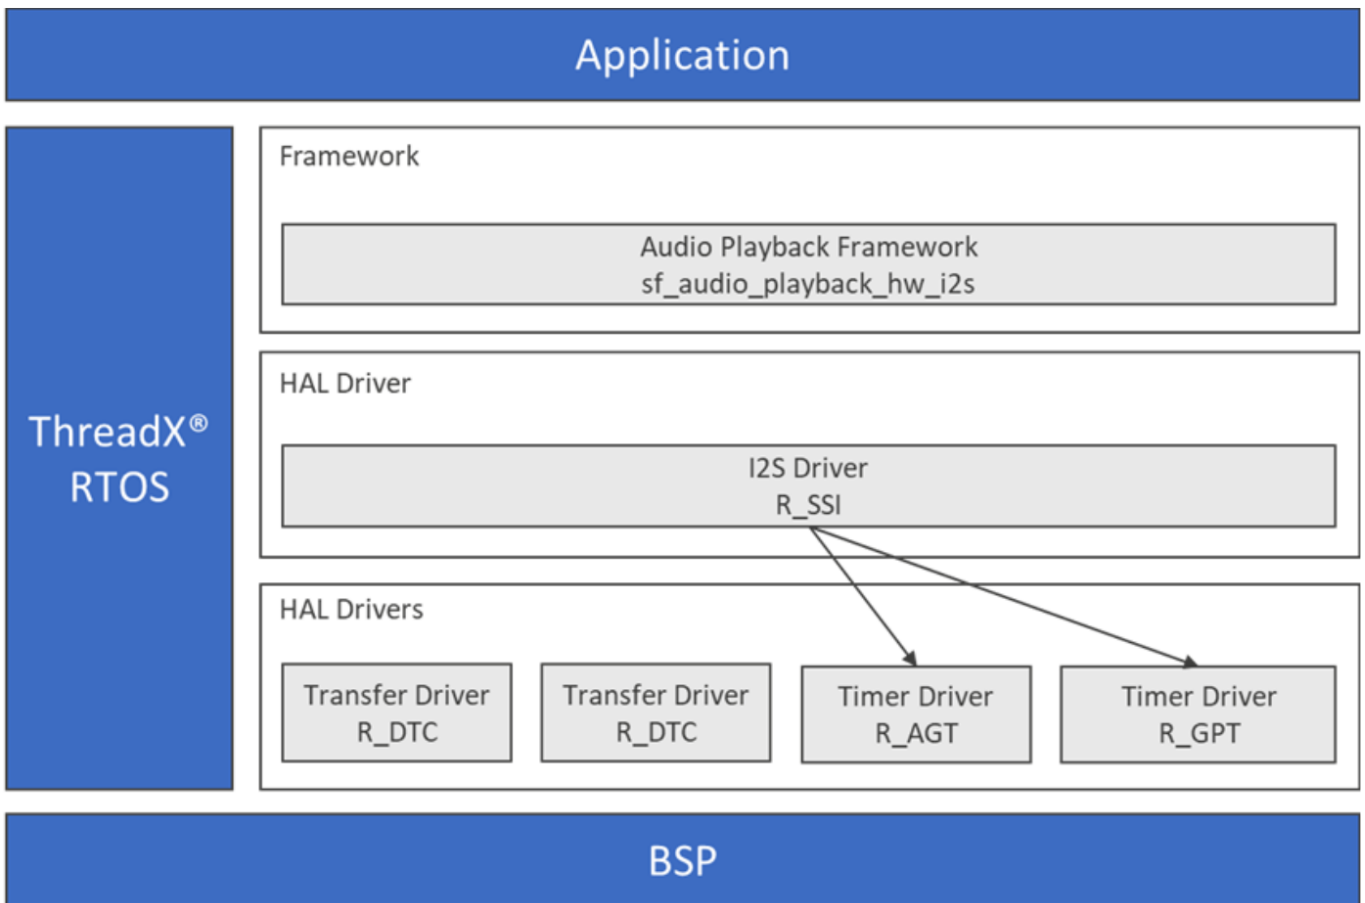 Application
Framework
Audio Playback Framework
sf_audio_playback_hw_i2s
HAL Driver
I2S Driver
R_SSI
ThreadX®
RTOS
HAL Drivers
Transfer Driver
R_DTC
Transfer Driver
R_DTC
Timer Driver
R_AGT
Timer Driver
R_GPT
BSP